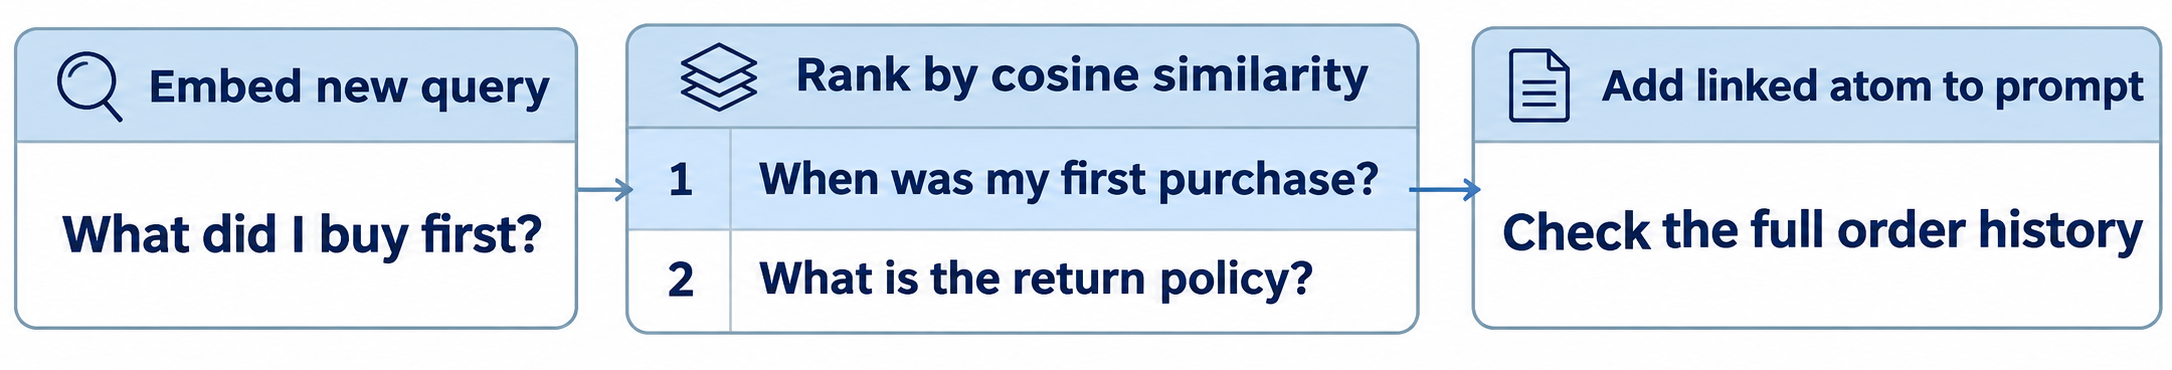 Embed new query
What did I buy first?
Rank by cosine similarity
1 When was my first purchase?
2 What is the return policy?
Add linked atom to prompt
Check the full order history